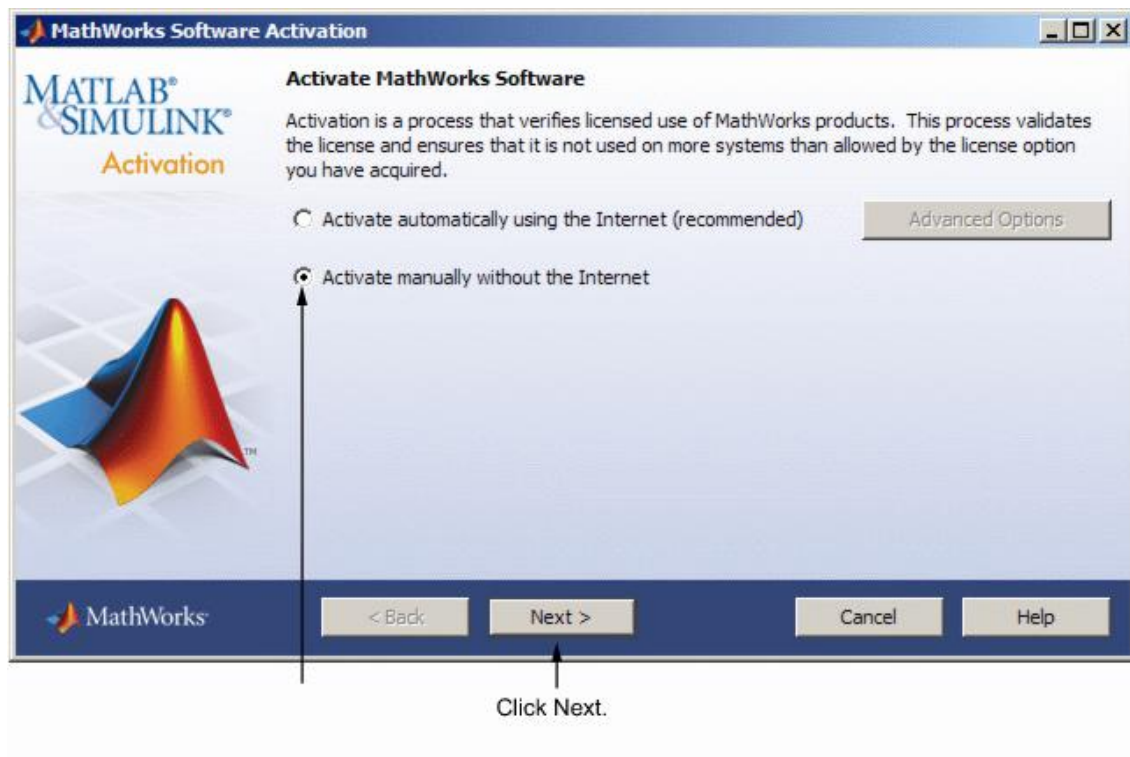 MathWorks Software Activation
MATLAB®
&SIMULINK®
Activation
Activate MathWorks Software
Activation is a process that verifies licensed use of MathWorks products. This process validates
the license and ensures that it is not used on more systems than allowed by the license option
you have acquired.
Activate automatically using the Internet (recommended)
Advanced Options
Activate manually without the Internet
TM
MathWorks
< Back
Next >
Cancel
Help
Click Next.